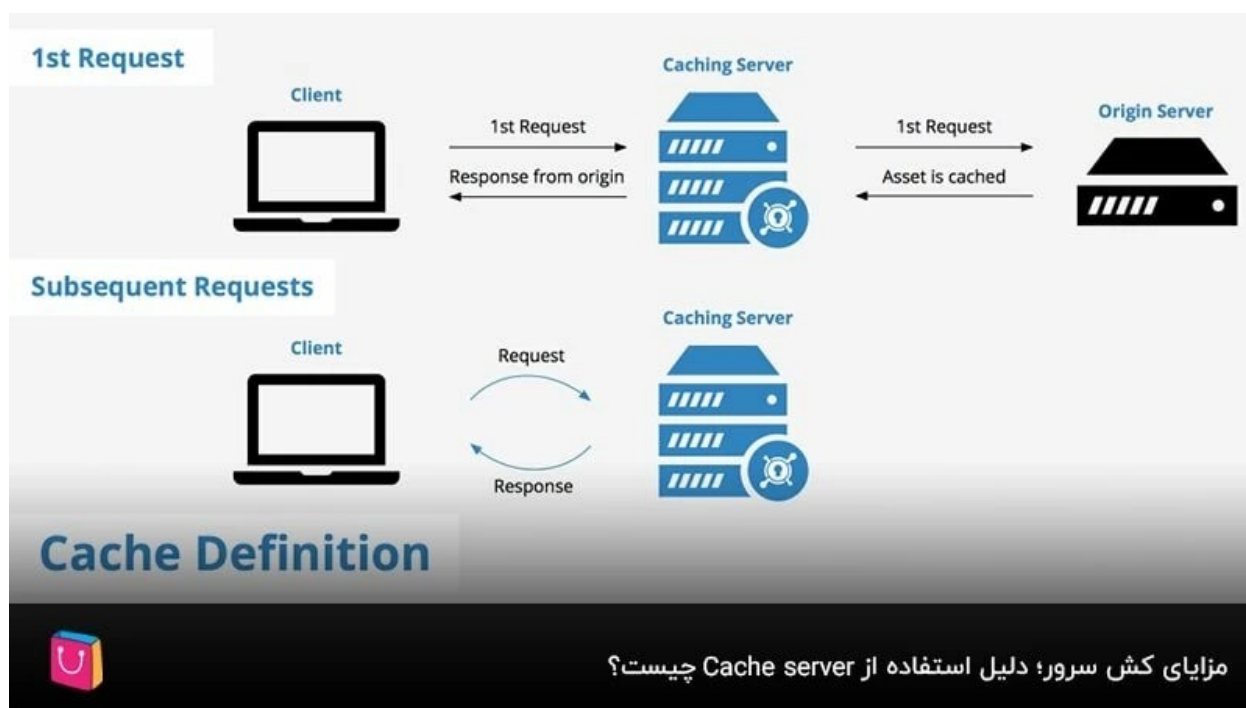 1st Request
Client
Caching Server
Origin Server
1st Request
Response from origin
1st Request
Asset is cached
Subsequent Requests
Client
Caching Server
Request
Response
Cache Definition
مزایای کش سرور؛ دلیل استفاده از Cache server چیست؟